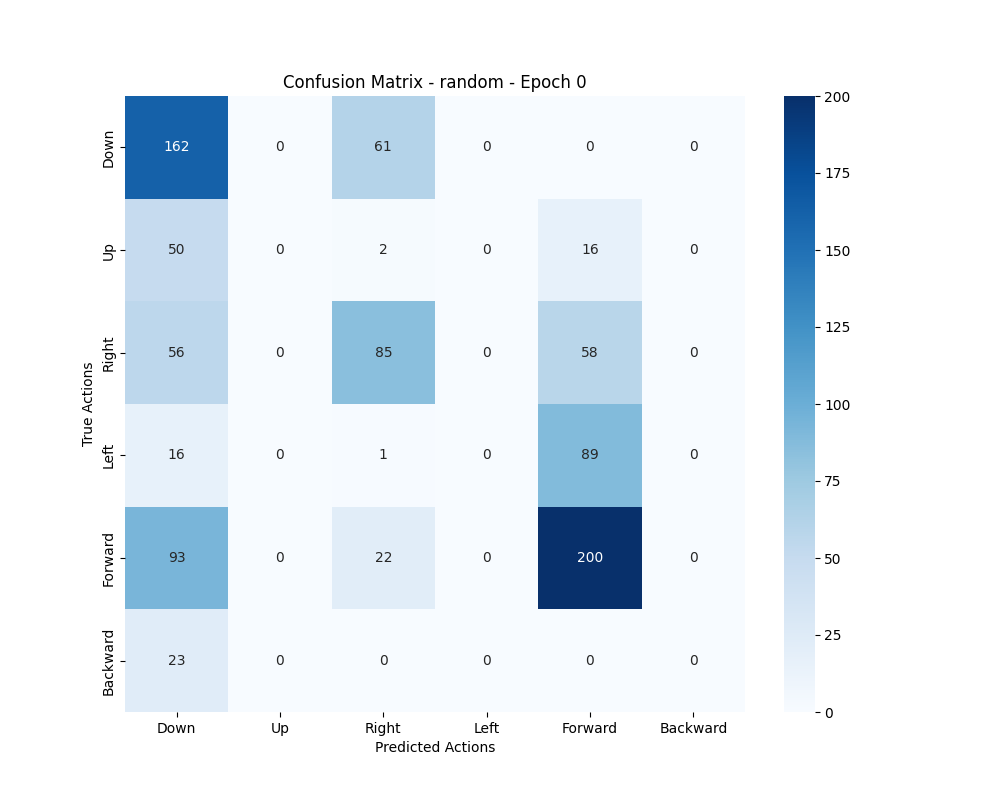 Confusion Matrix - random - Epoch 0
True Actions
Down 162 0 61 0 0 0
Up 50 0 2 0 16 0
Right 56 0 85 0 58 0
Left 16 0 1 0 89 0
Forward 93 0 22 0 200 0
Backward 23 0 0 0 0 0
Down Up Right Left Forward Backward
Predicted Actions
200
175
150
125
100
75
50
25
0